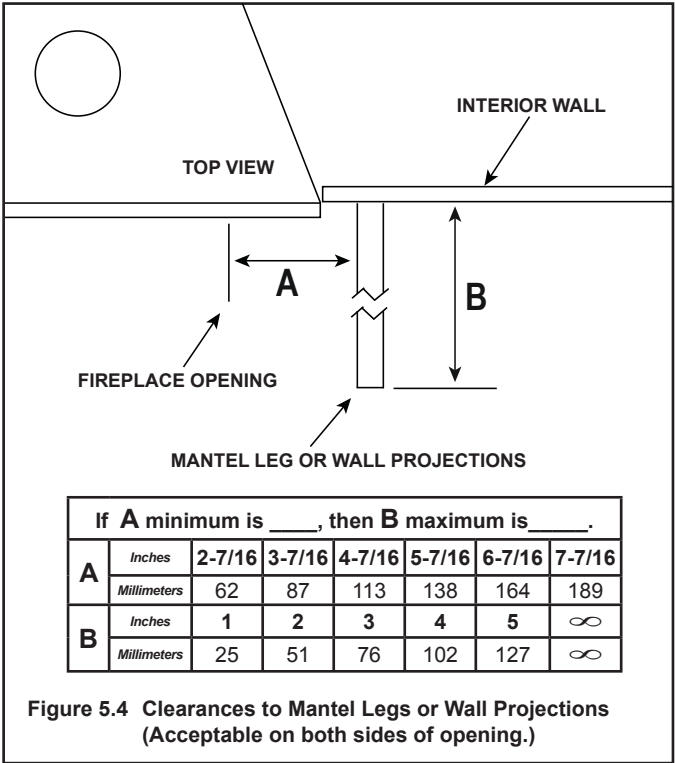 INTERIOR WALL
TOP VIEW
A
B
FIREPLACE OPENING
MANTEL LEG OR WALL PROJECTIONS
If A minimum is ____, then B maximum is_____.
A Inches 2-7/16 3-7/16 4-7/16 5-7/16 6-7/16 7-7/16
Millimeters 62 87 113 138 164 189
B Inches 1 2 3 4 5 ∞
Millimeters 25 51 76 102 127 ∞
Figure 5.4 Clearances to Mantel Legs or Wall Projections
(Acceptable on both sides of opening.)